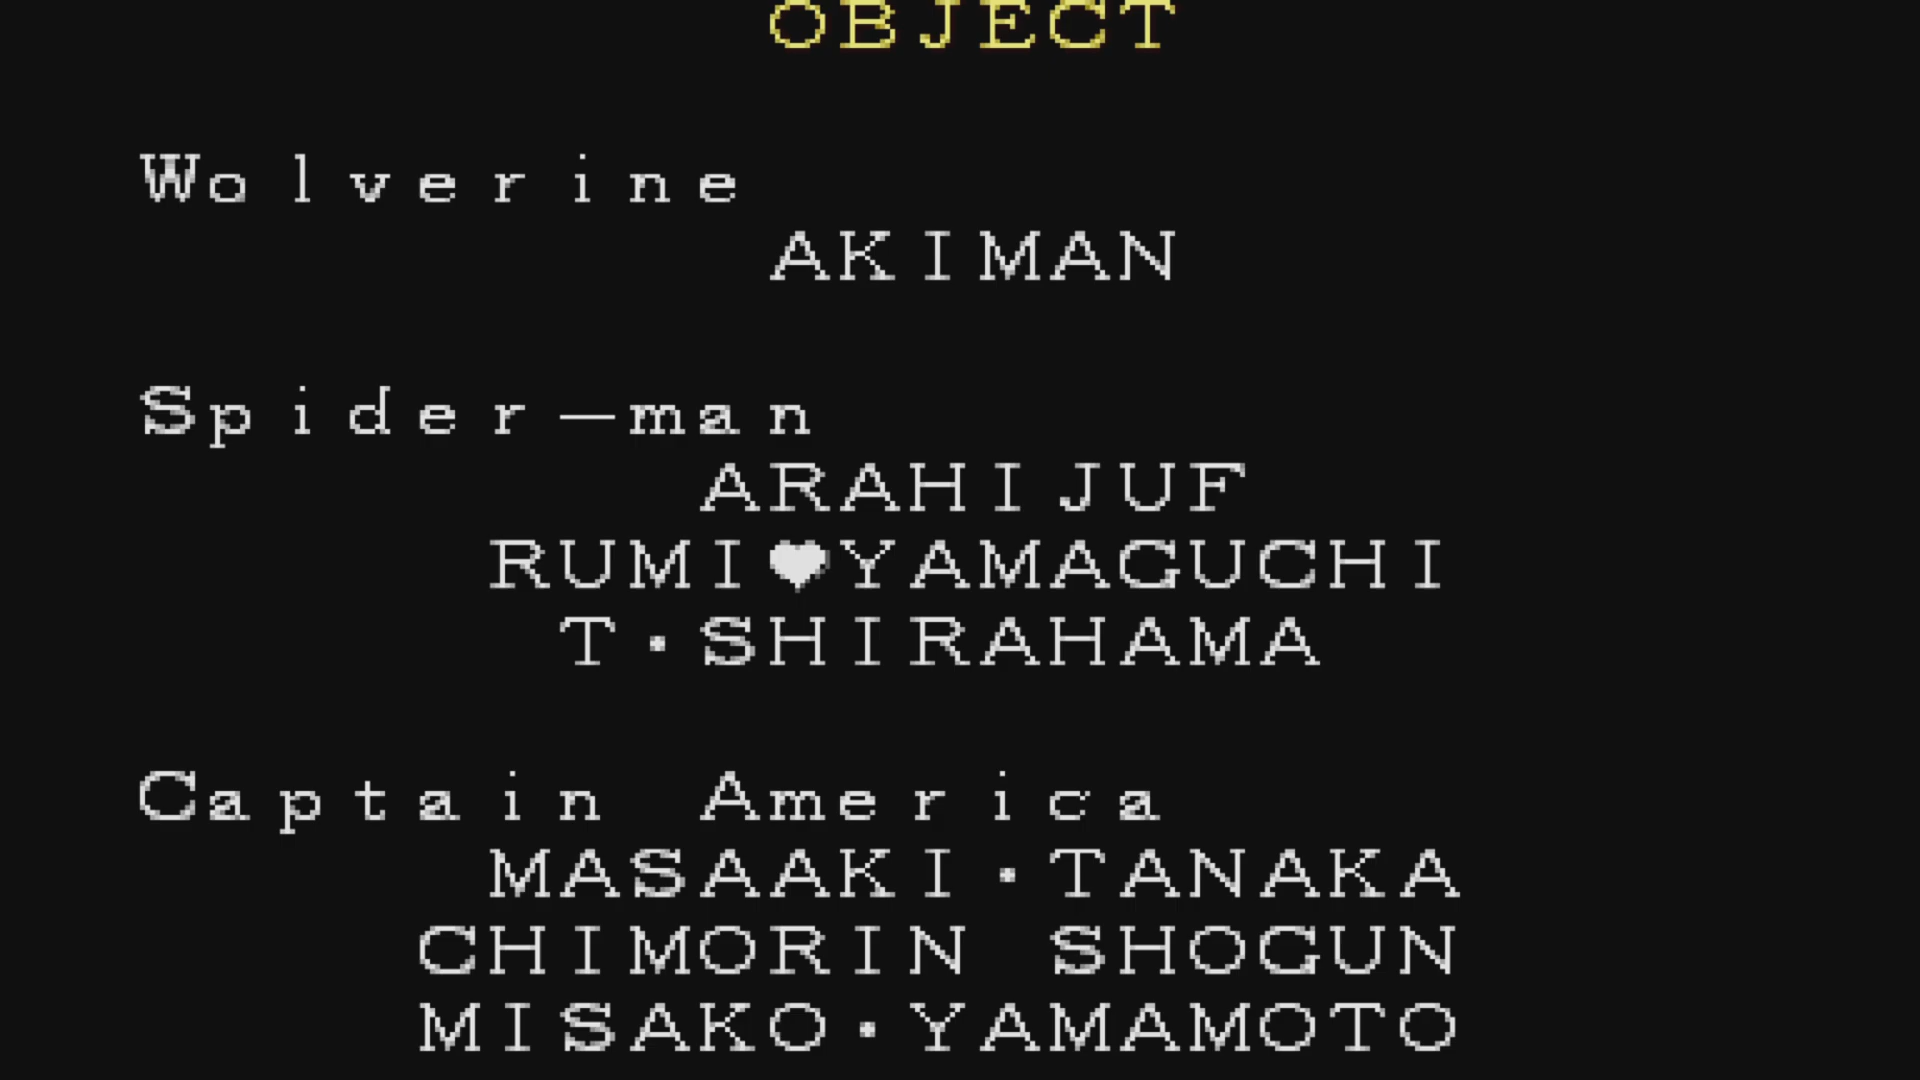 OBJECT
Wolverine
AKIMAN
Spider—man
ARAHIJUF
RUMI♥YAMAGUCHI
T・SHIRAHAMA
Captain America
MASAAKI・TANAKA
CHIMORIN SHOGUN
MISAKO・YAMAMOTO